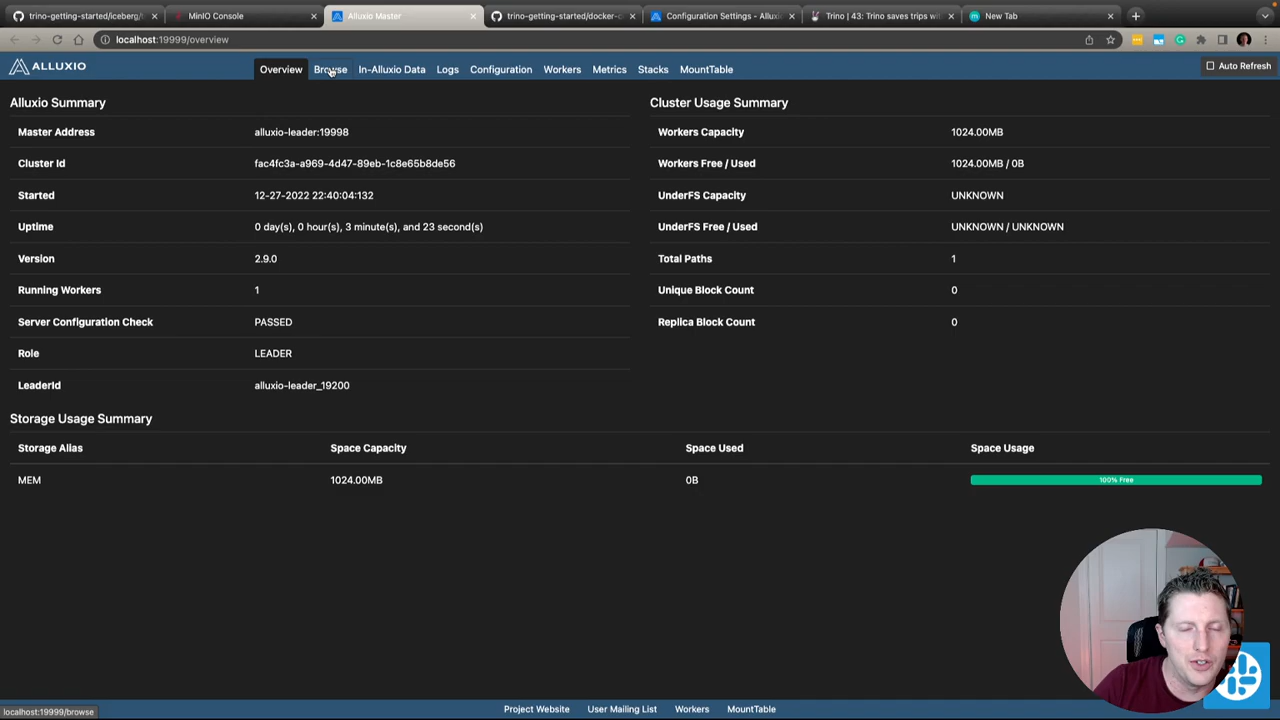 trino-getting-started/iceberg/
MinIO Console
Alluxio Master
trino-getting-started/docker-c
Configuration Settings - Alluxi
Trino | 43: Trino saves trips wi
New Tab
localhost:19999/overview
ALLUXIO
Overview
Browse
In-Alluxio Data
Logs
Configuration
Workers
Metrics
Stacks
MountTable
Auto Refresh
Alluxio Summary
Master Address alluxio-leader:19998
Cluster Id fac4fc3a-a969-4d47-89eb-1c8e65b8de56
Started 12-27-2022 22:40:04:132
Uptime 0 day(s), 0 hour(s), 3 minute(s), and 23 second(s)
Version 2.9.0
Running Workers 1
Server Configuration Check PASSED
Role LEADER
LeaderId alluxio-leader_19200
Cluster Usage Summary
Workers Capacity 1024.00MB
Workers Free / Used 1024.00MB / 0B
UnderFS Capacity UNKNOWN
UnderFS Free / Used UNKNOWN / UNKNOWN
Total Paths 1
Unique Block Count 0
Replica Block Count 0
Storage Usage Summary
Storage Alias Space Capacity Space Used Space Usage
MEM 1024.00MB 0B 100% Free
Project Website
User Mailing List
Workers
MountTable
localhost:19999/browse